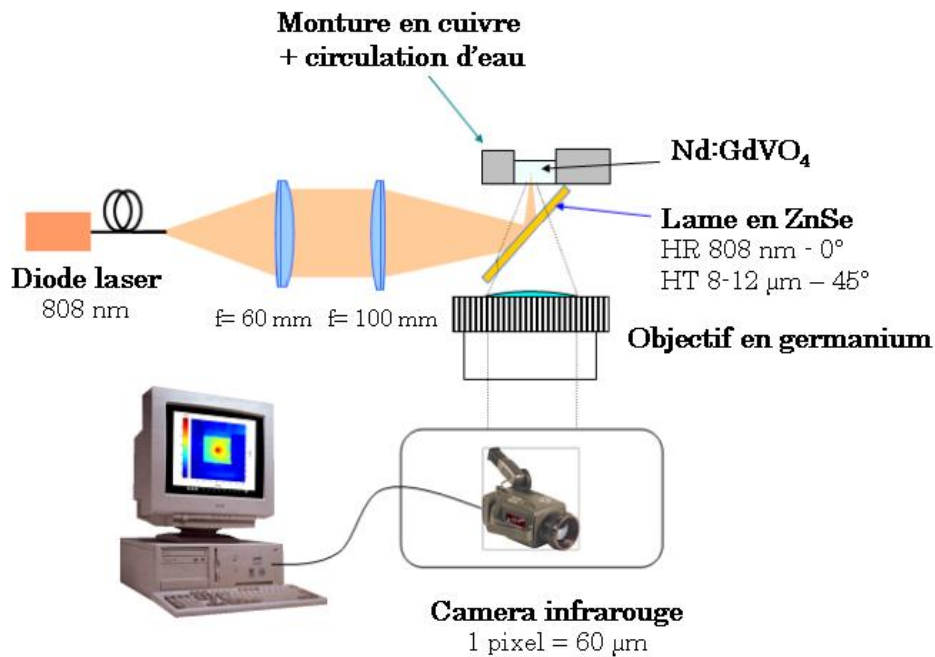 Monture en cuivre
+ circulation d'eau
Nd:GdVO₄
Lame en ZnSe
HR 808 nm - 0°
HT 8-12 µm – 45°
Diode laser
808 nm
f= 60 mm f= 100 mm
Objectif en germanium
Camera infrarouge
1 pixel = 60 µm